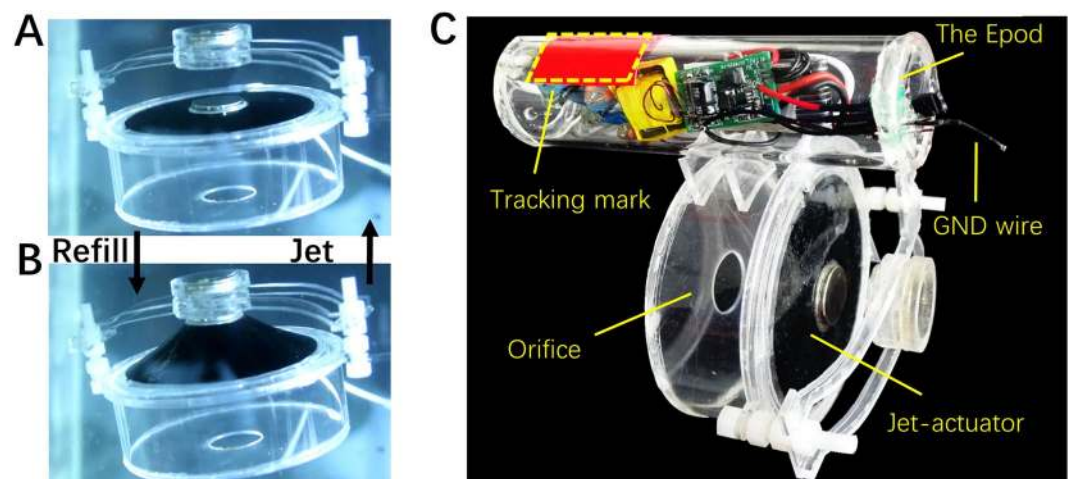 A
Refill
Jet
B
C
The Epod
Tracking mark
GND wire
Orifice
Jet-actuator